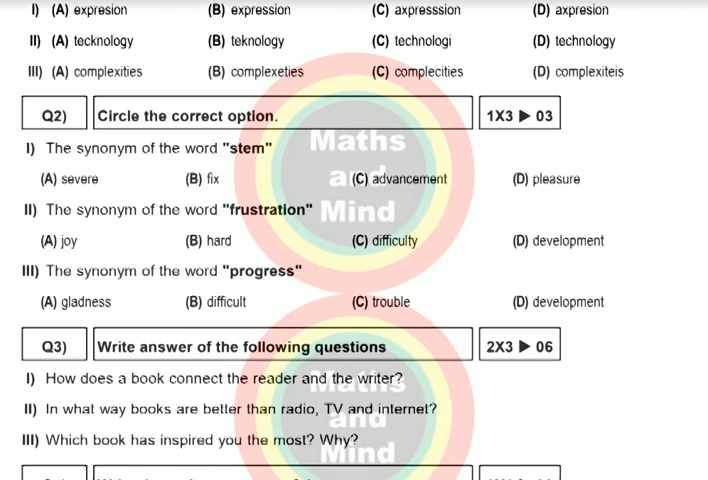 I) (A) expresion (B) expression (C) axpresssion (D) axpresion
II) (A) tecknology (B) teknology (C) technologi (D) technology
III) (A) complexities (B) complexeties (C) complecities (D) complexiteis
Q2) Circle the correct option. 1X3 ▶ 03
I) The synonym of the word "stem"
(A) severe (B) fix (C) advancement (D) pleasure
II) The synonym of the word "frustration"
(A) joy (B) hard (C) difficulty (D) development
III) The synonym of the word "progress"
(A) gladness (B) difficult (C) trouble (D) development
Q3) Write answer of the following questions 2X3 ▶ 06
I) How does a book connect the reader and the writer?
II) In what way books are better than radio, TV and internet?
III) Which book has inspired you the most? Why?
Maths
and
Mind
Maths
and
Mind